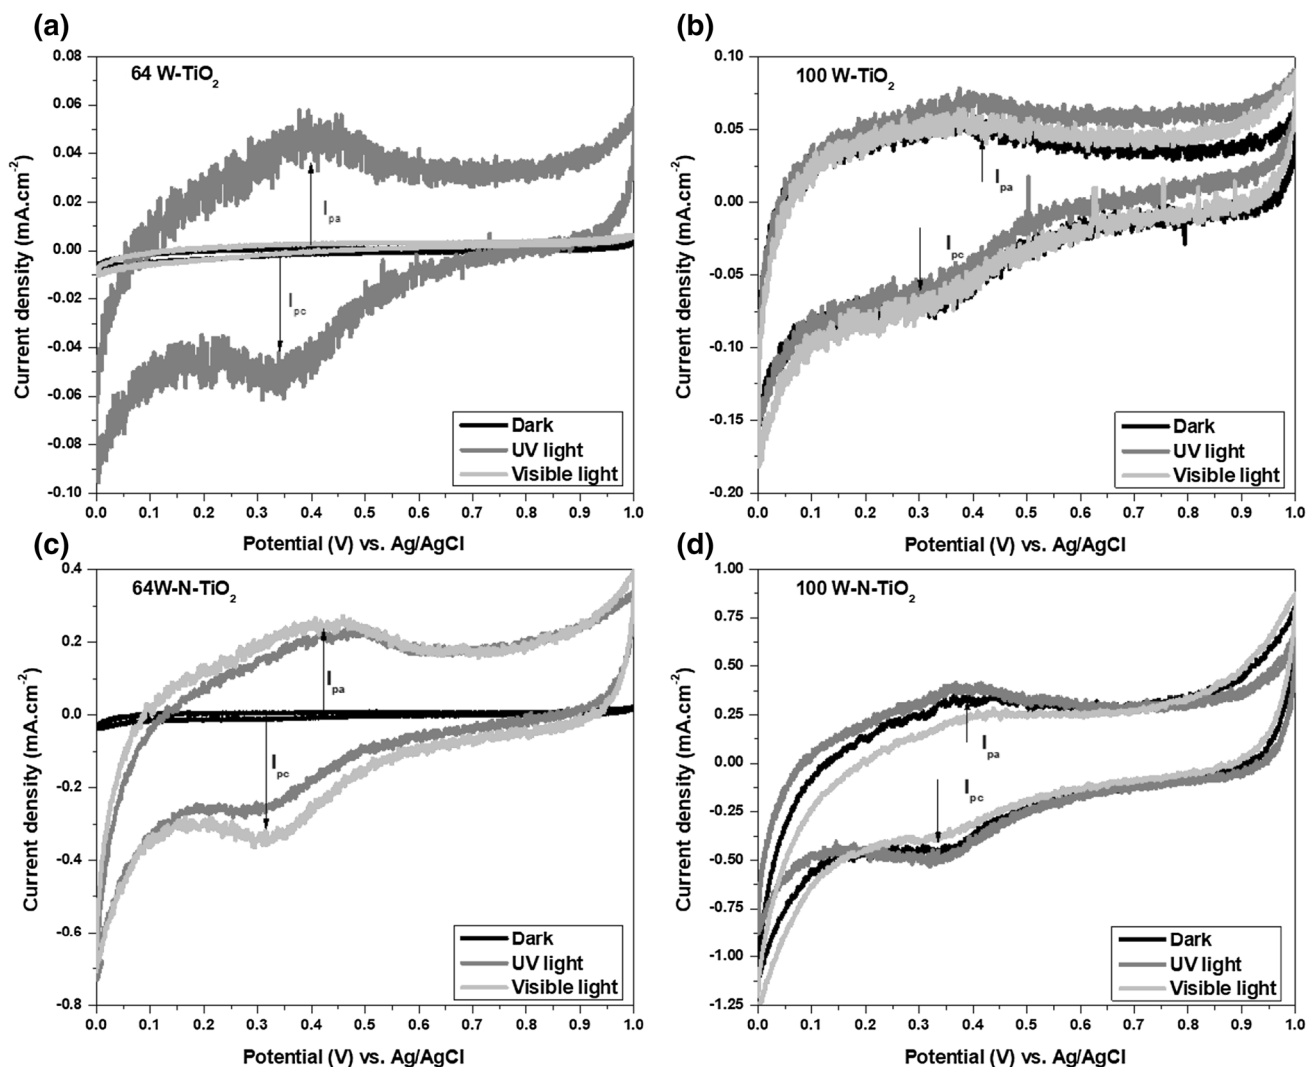 (a)
64 W-TiO2
0.08
0.06
0.04
0.02
0.00
-0.02
-0.04
-0.06
-0.08
-0.10
Current density (mA.cm-2)
Ipa
Ipc
Dark
UV light
Visible light
0.0 0.1 0.2 0.3 0.4 0.5 0.6 0.7 0.8 0.9 1.0
Potential (V) vs. Ag/AgCl
(b)
100 W-TiO2
0.10
0.05
0.00
-0.05
-0.10
-0.15
-0.20
Current density (mA.cm-2)
Ipa
Ipc
Dark
UV light
Visible light
0.0 0.1 0.2 0.3 0.4 0.5 0.6 0.7 0.8 0.9 1.0
Potential (V) vs. Ag/AgCl
(c)
64W-N-TiO2
0.4
0.2
0.0
-0.2
-0.4
-0.6
-0.8
Current density (mA.cm-2)
Ipa
Ipc
Dark
UV light
Visible light
0.0 0.1 0.2 0.3 0.4 0.5 0.6 0.7 0.8 0.9 1.0
Potential (V) vs. Ag/AgCl
(d)
100 W-N-TiO2
1.00
0.75
0.50
0.25
0.00
-0.25
-0.50
-0.75
-1.00
-1.25
Current density (mA.cm-2)
Ipa
Ipc
Dark
UV light
Visible light
0.0 0.1 0.2 0.3 0.4 0.5 0.6 0.7 0.8 0.9 1.0
Potential (V) vs. Ag/AgCl